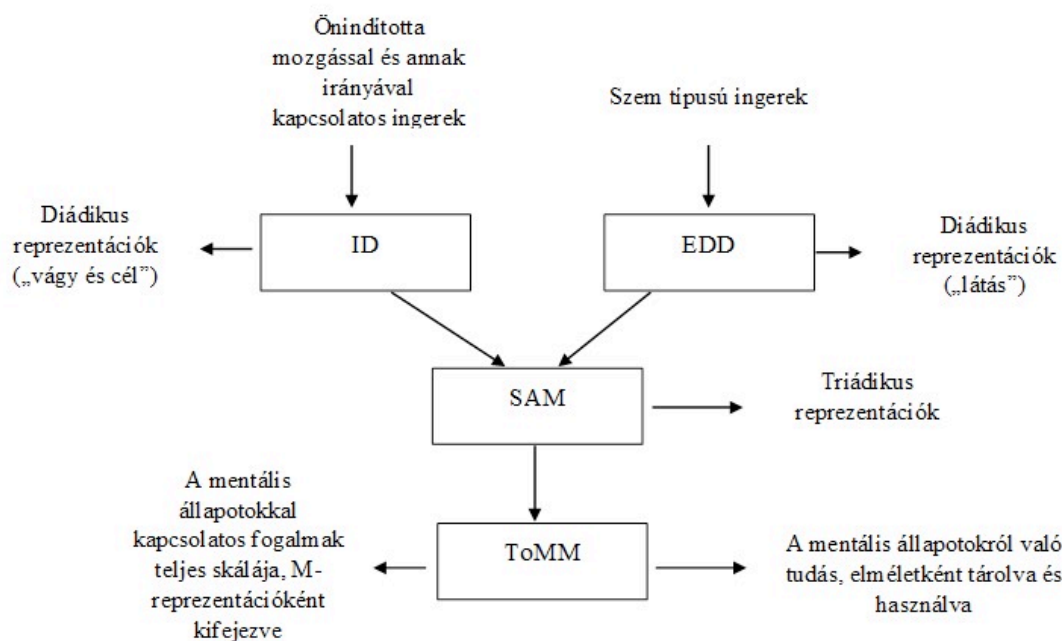 Önindította
mozgással és annak
irányával
kapcsolatos ingerek
Szem típusú ingerek
Diádikus
reprezentációk
(„vágy és cél”)
ID
EDD
Diádikus
reprezentációk
(„látás”)
SAM
Triádikus
reprezentációk
A mentális
állapotokkal
kapcsolatos fogalmak
teljes skálája, M-
reprezentációként
kifejezve
ToMM
A mentális állapotokról való
tudás, elméletként tárolva és
használva